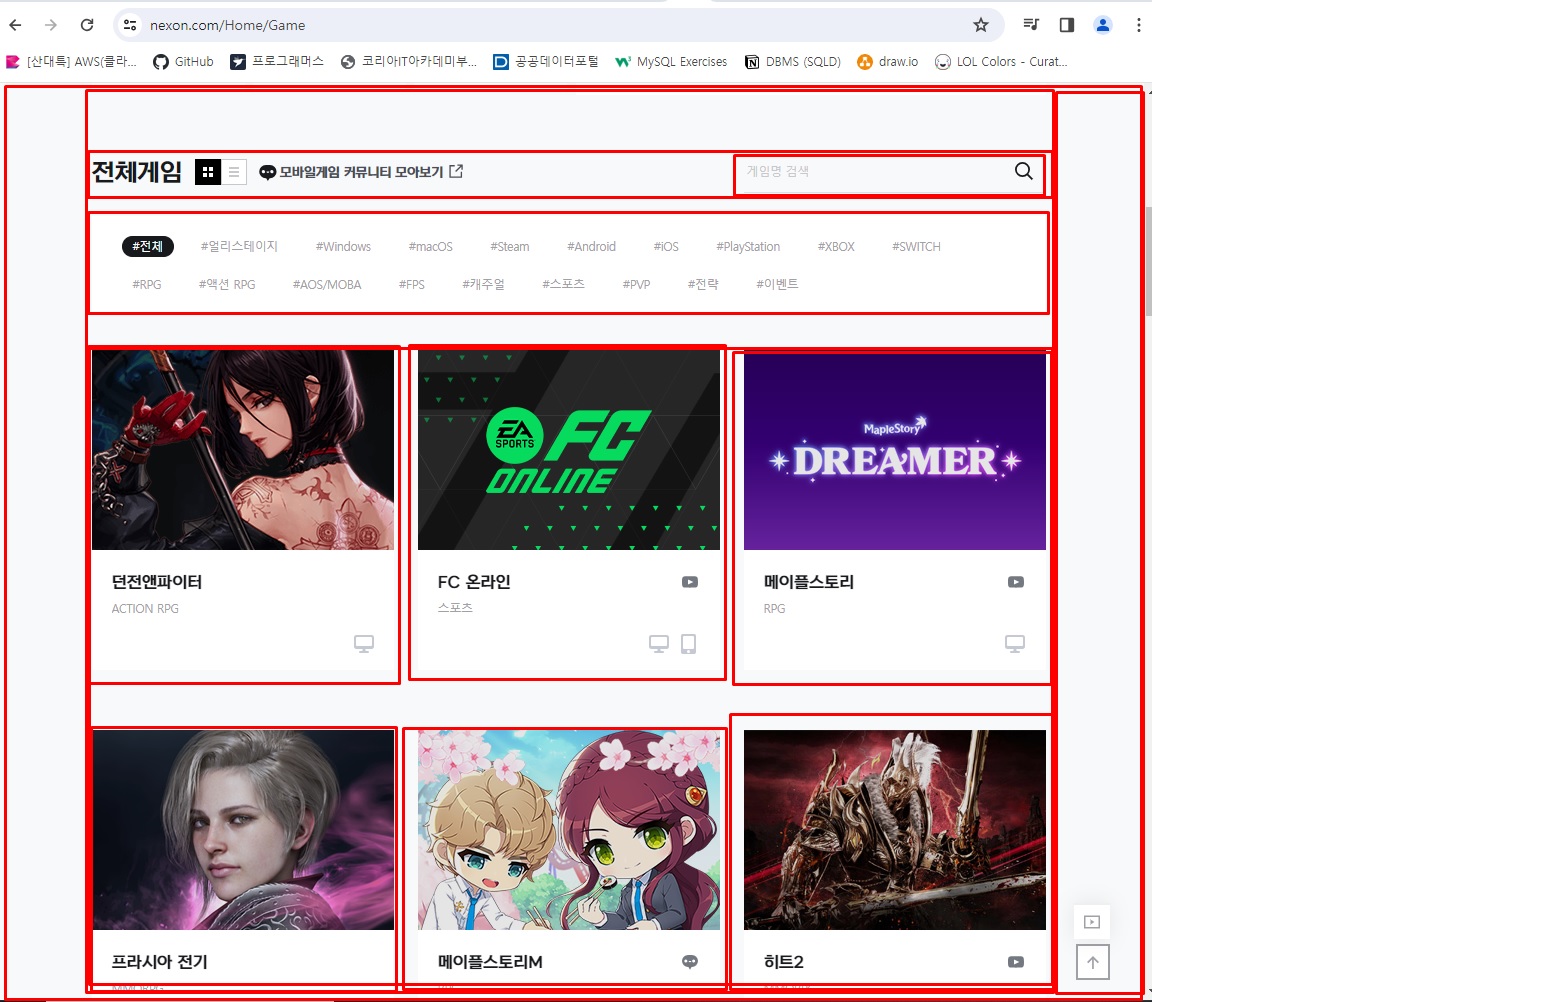 nexon.com/Home/Game
[산대특] AWS(클라... GitHub 프로그래머스 코리아IT아카데미부... 공공데이터포털 MySQL Exercises DBMS (SQLD) draw.io LOL Colors - Curat...
전체게임 모바일게임 커뮤니티 모아보기 게임명 검색
#전체 #얼리스테이지 #Windows #macOS #Steam #Android #iOS #PlayStation #XBOX #SWITCH
#RPG #액션 RPG #AOS/MOBA #FPS #캐주얼 #스포츠 #PVP #전략 #이벤트
EA SPORTS FC ONLINE
MapleStory
DREAMER
던전앤파이터 FC 온라인 메이플스토리
ACTION RPG 스포츠 RPG
프라시아 전기 메이플스토리M 히트2